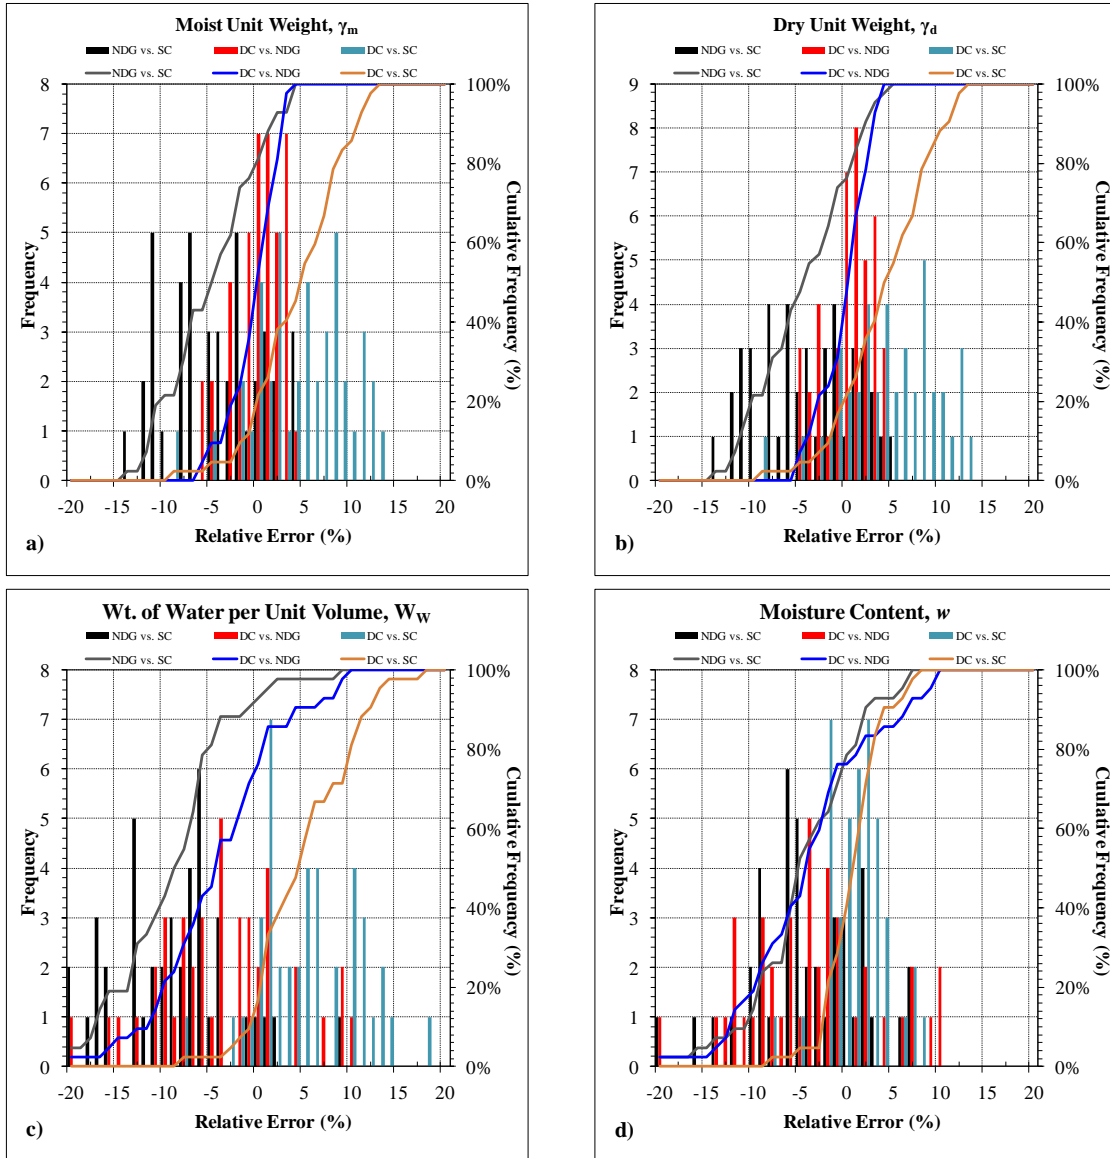 Moist Unit Weight, γm
NDG vs. SC DC vs. NDG DC vs. SC
NDG vs. SC DC vs. NDG DC vs. SC
8 7 6 5 4 3 2 1 0
Frequency
100% 80% 60% 40% 20% 0%
Cuulative Frequency (%)
-20 -15 -10 -5 0 5 10 15 20
Relative Error (%)
a)
Dry Unit Weight, γd
NDG vs. SC DC vs. NDG DC vs. SC
NDG vs. SC DC vs. NDG DC vs. SC
9 8 7 6 5 4 3 2 1 0
Frequency
100% 80% 60% 40% 20% 0%
Cuulative Frequency (%)
-20 -15 -10 -5 0 5 10 15 20
Relative Error (%)
b)
Wt. of Water per Unit Volume, WW
NDG vs. SC DC vs. NDG DC vs. SC
NDG vs. SC DC vs. NDG DC vs. SC
8 7 6 5 4 3 2 1 0
Frequency
100% 80% 60% 40% 20% 0%
Cuulative Frequency (%)
-20 -15 -10 -5 0 5 10 15 20
Relative Error (%)
c)
Moisture Content, w
NDG vs. SC DC vs. NDG DC vs. SC
NDG vs. SC DC vs. NDG DC vs. SC
8 7 6 5 4 3 2 1 0
Frequency
100% 80% 60% 40% 20% 0%
Cuulative Frequency (%)
-20 -15 -10 -5 0 5 10 15 20
Relative Error (%)
d)